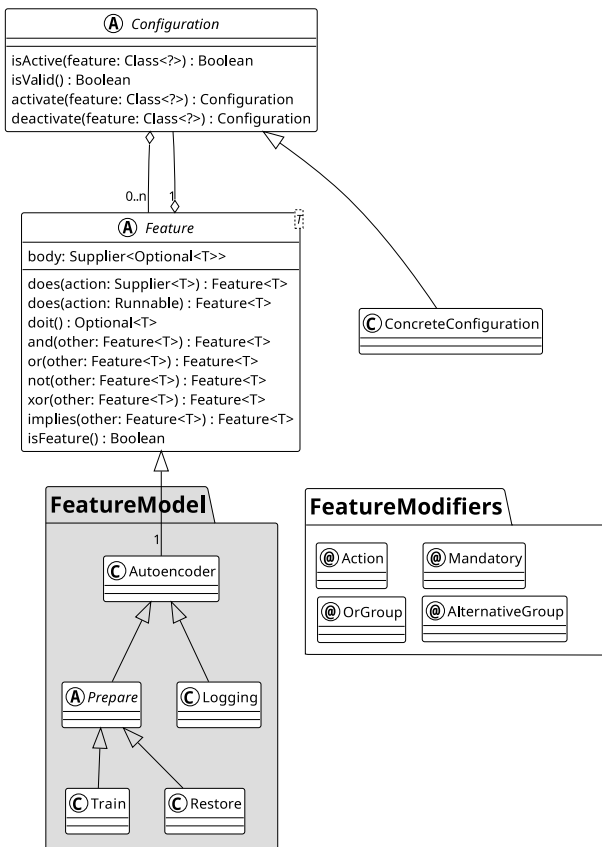 A Configuration
isActive(feature: Class<?>) : Boolean
isValid() : Boolean
activate(feature: Class<?>) : Configuration
deactivate(feature: Class<?>) : Configuration
0..n
1
A Feature
T
body: Supplier<Optional<T>>
does(action: Supplier<T>) : Feature<T>
does(action: Runnable) : Feature<T>
doit() : Optional<T>
and(other: Feature<T>) : Feature<T>
or(other: Feature<T>) : Feature<T>
not(other: Feature<T>) : Feature<T>
xor(other: Feature<T>) : Feature<T>
implies(other: Feature<T>) : Feature<T>
isFeature() : Boolean
C ConcreteConfiguration
FeatureModel
1
C Autoencoder
A Prepare
C Logging
C Train
C Restore
FeatureModifiers
@ Action
@ Mandatory
@ OrGroup
@ AlternativeGroup